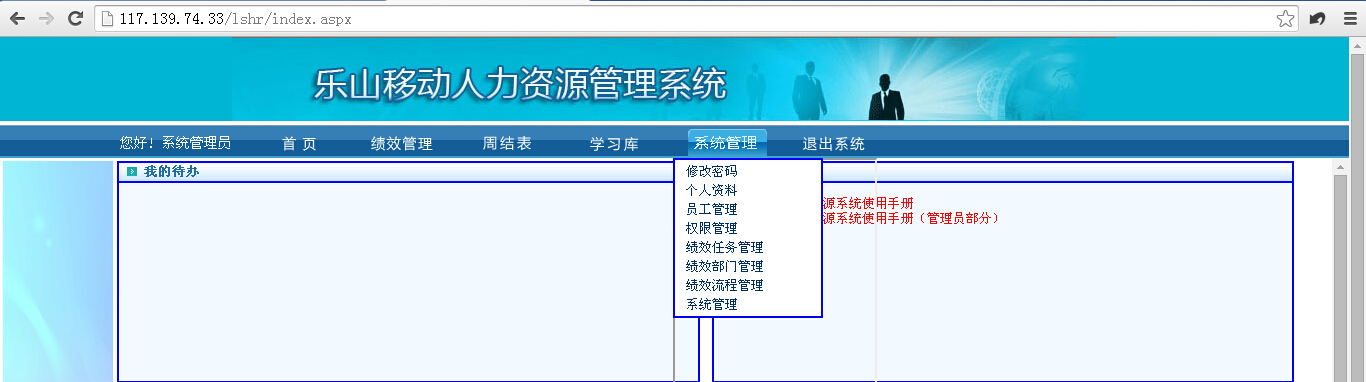 117.139.74.33/lshr/index.aspx
乐山移动人力资源管理系统
您好！系统管理员 首 页 绩效管理 周结表 学习库 系统管理 退出系统
我的待办
修改密码
个人资料
员工管理
权限管理
绩效任务管理
绩效部门管理
绩效流程管理
系统管理
源系统使用手册
源系统使用手册（管理员部分）